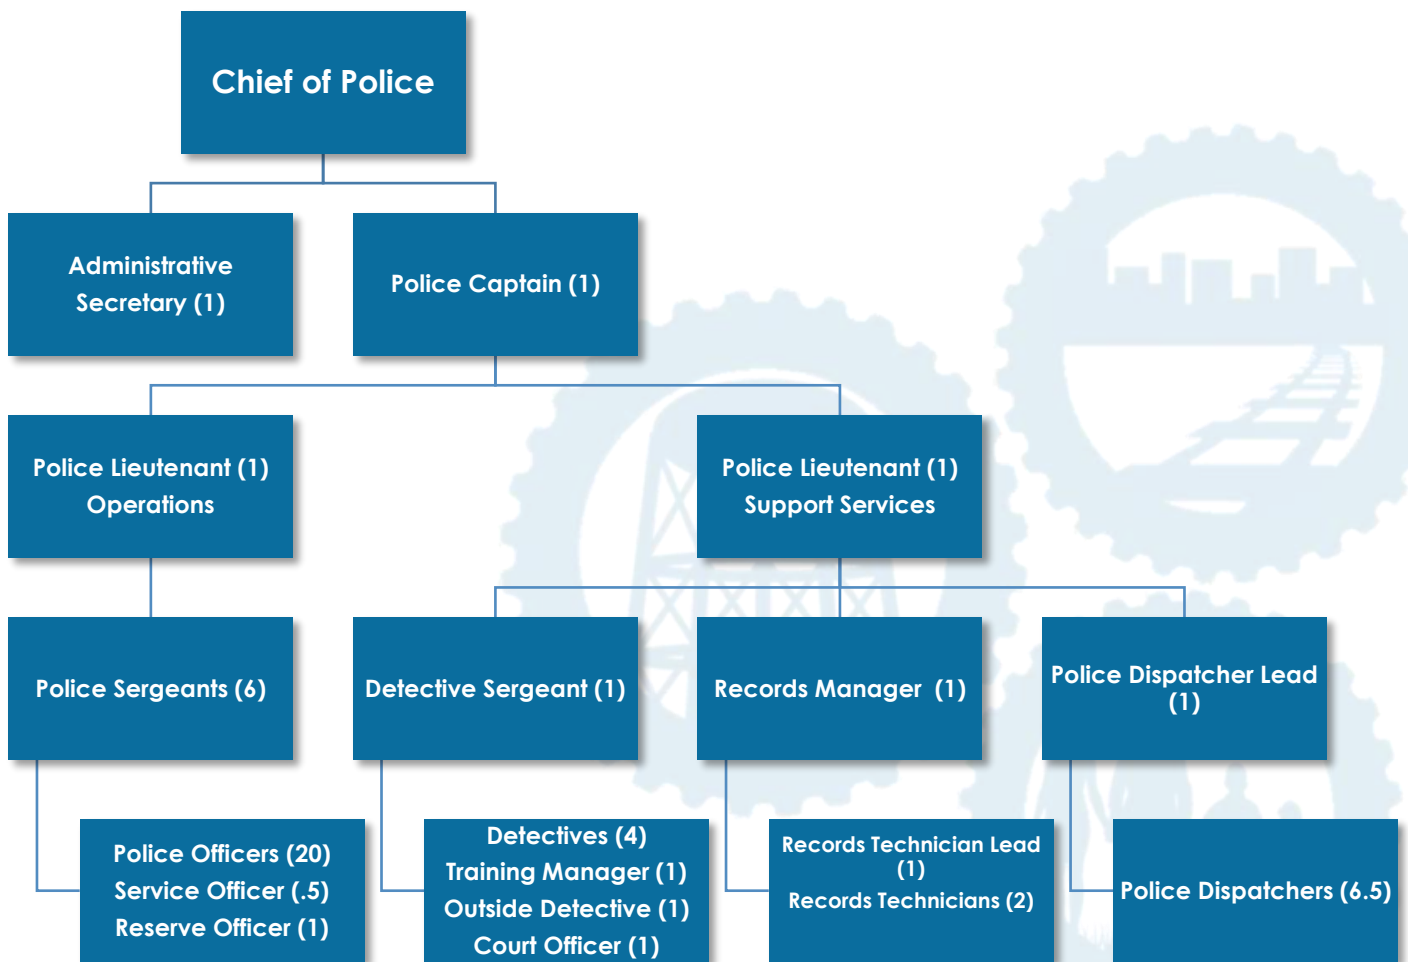 Chief of Police
Administrative
Secretary (1)
Police Captain (1)
Police Lieutenant (1)
Operations
Police Lieutenant (1)
Support Services
Police Sergeants (6)
Detective Sergeant (1)
Records Manager  (1)
Police Dispatcher Lead
(1)
Police Officers (20)
Service Officer (.5)
Reserve Officer (1)
Detectives (4)
Training Manager (1)
Outside Detective (1)
Court Officer (1)
Records Technician Lead
(1)
Records Technicians (2)
Police Dispatchers (6.5)